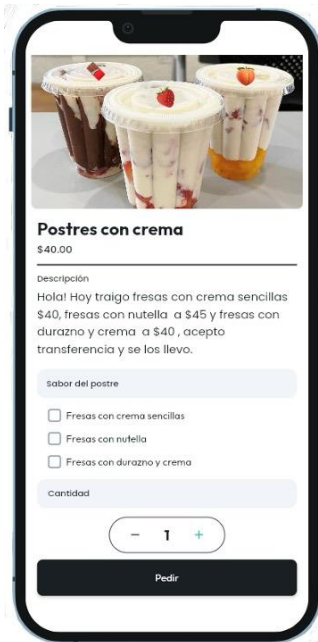 Postres con crema
$40.00
Descripción
Hola! Hoy traigo fresas con crema sencillas
$40, fresas con nutella a $45 y fresas con
durazno y crema a $40 , acepto
transferencia y se los llevo.
Sabor del postre
Fresas con crema sencillas
Fresas con nutella
Fresas con durazno y crema
Cantidad
− 1 +
Pedir